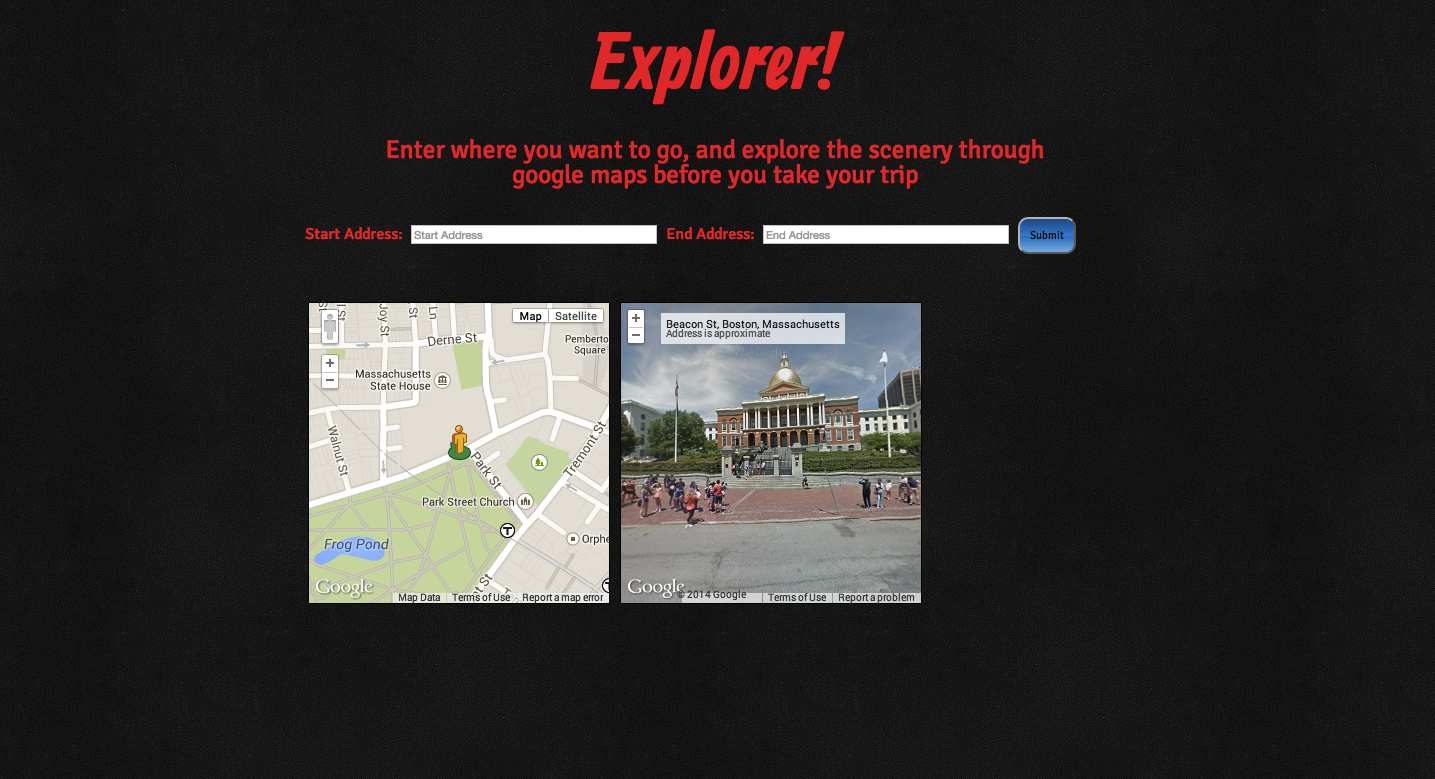 Explorer!
Enter where you want to go, and explore the scenery through
google maps before you take your trip
Start Address:
Start Address
End Address:
End Address
Submit
Map
Satellite
Joy St
St
Ln
Derne St
Pemberto
Square
Massachusetts
State House
Walnut St
Park St
Tremont St
Park Street Church
T
Frog Pond
Orphe
Google
Map Data
Terms of Use
Report a map error
Beacon St, Boston, Massachusetts
Address is approximate
Google
© 2014 Google
Terms of Use
Report a problem